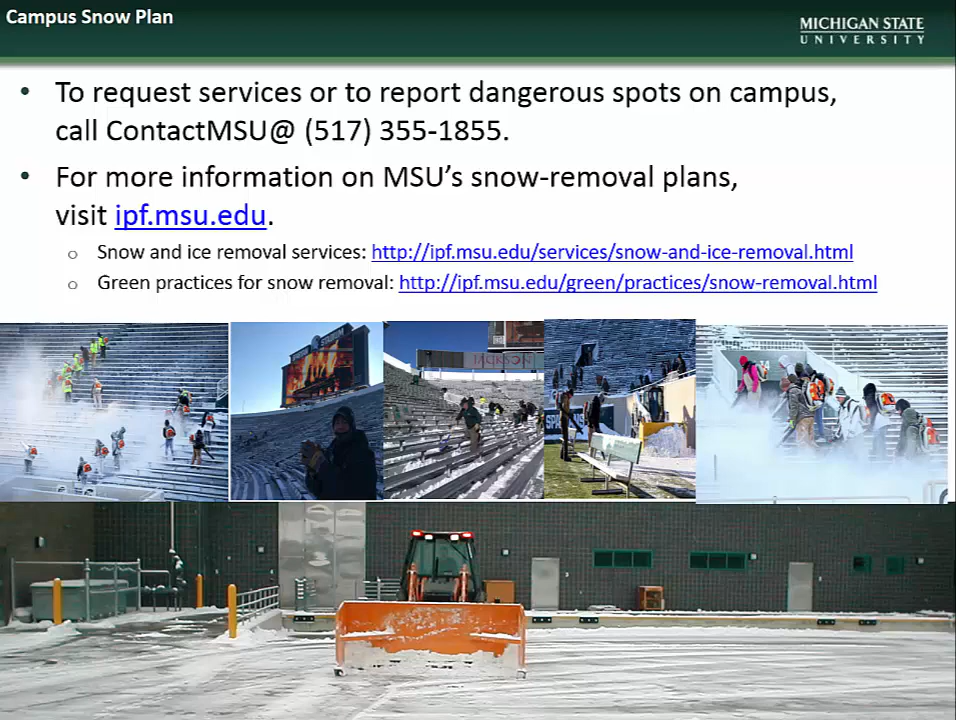 Campus Snow Plan
MICHIGAN STATE
UNIVERSITY
• To request services or to report dangerous spots on campus,
call ContactMSU@ (517) 355-1855.
• For more information on MSU's snow-removal plans,
visit ipf.msu.edu.
o Snow and ice removal services: http://ipf.msu.edu/services/snow-and-ice-removal.html
o Green practices for snow removal: http://ipf.msu.edu/green/practices/snow-removal.html
JACKSON
SPARTANS